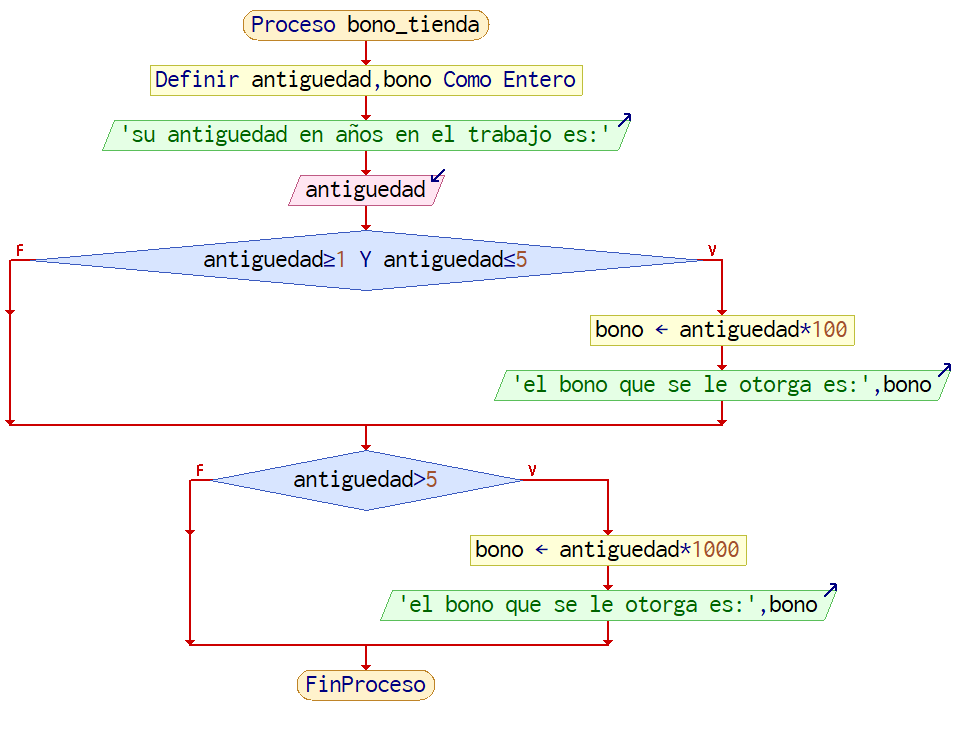 Proceso bono_tienda
Definir antiguedad,bono Como Entero
'su antiguedad en años en el trabajo es:'
antiguedad
F
V
antiguedad≥1 Y antiguedad≤5
bono ← antiguedad*100
'el bono que se le otorga es:',bono
F
V
antiguedad>5
bono ← antiguedad*1000
'el bono que se le otorga es:',bono
FinProceso